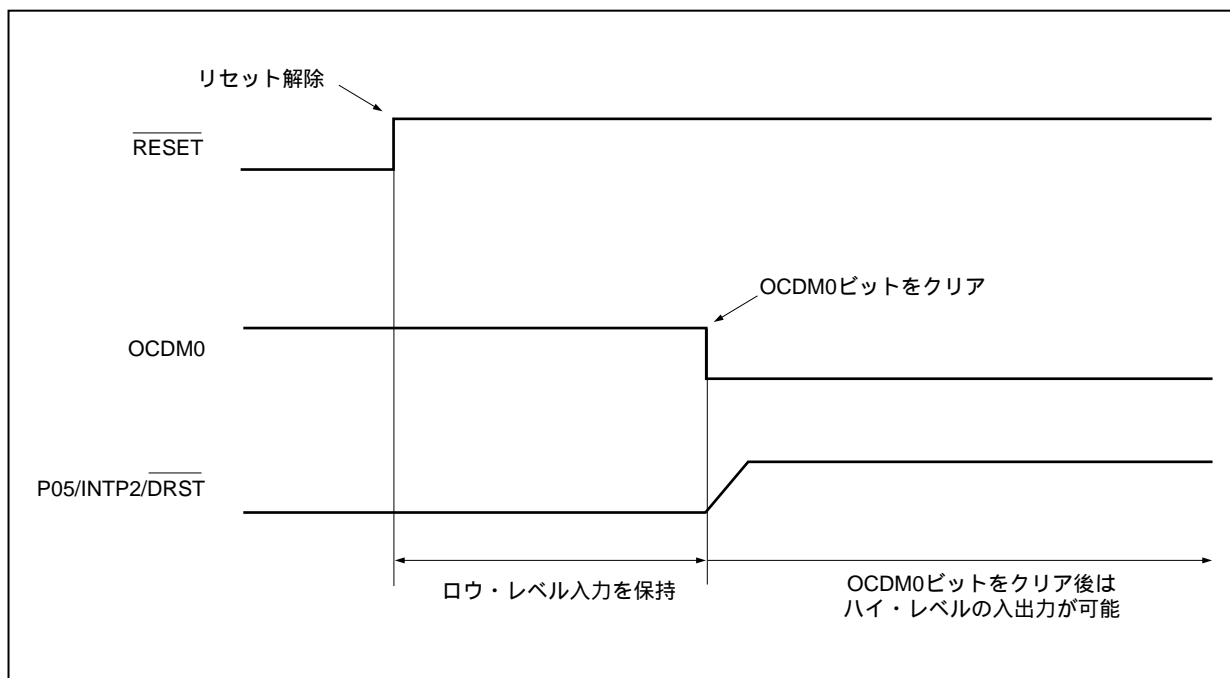 リセット解除
RESET
OCDM0ビットをクリア
OCDM0
P05/INTP2/DRST
ロウ・レベル入力を保持
OCDM0ビットをクリア後は
ハイ・レベルの入出力が可能